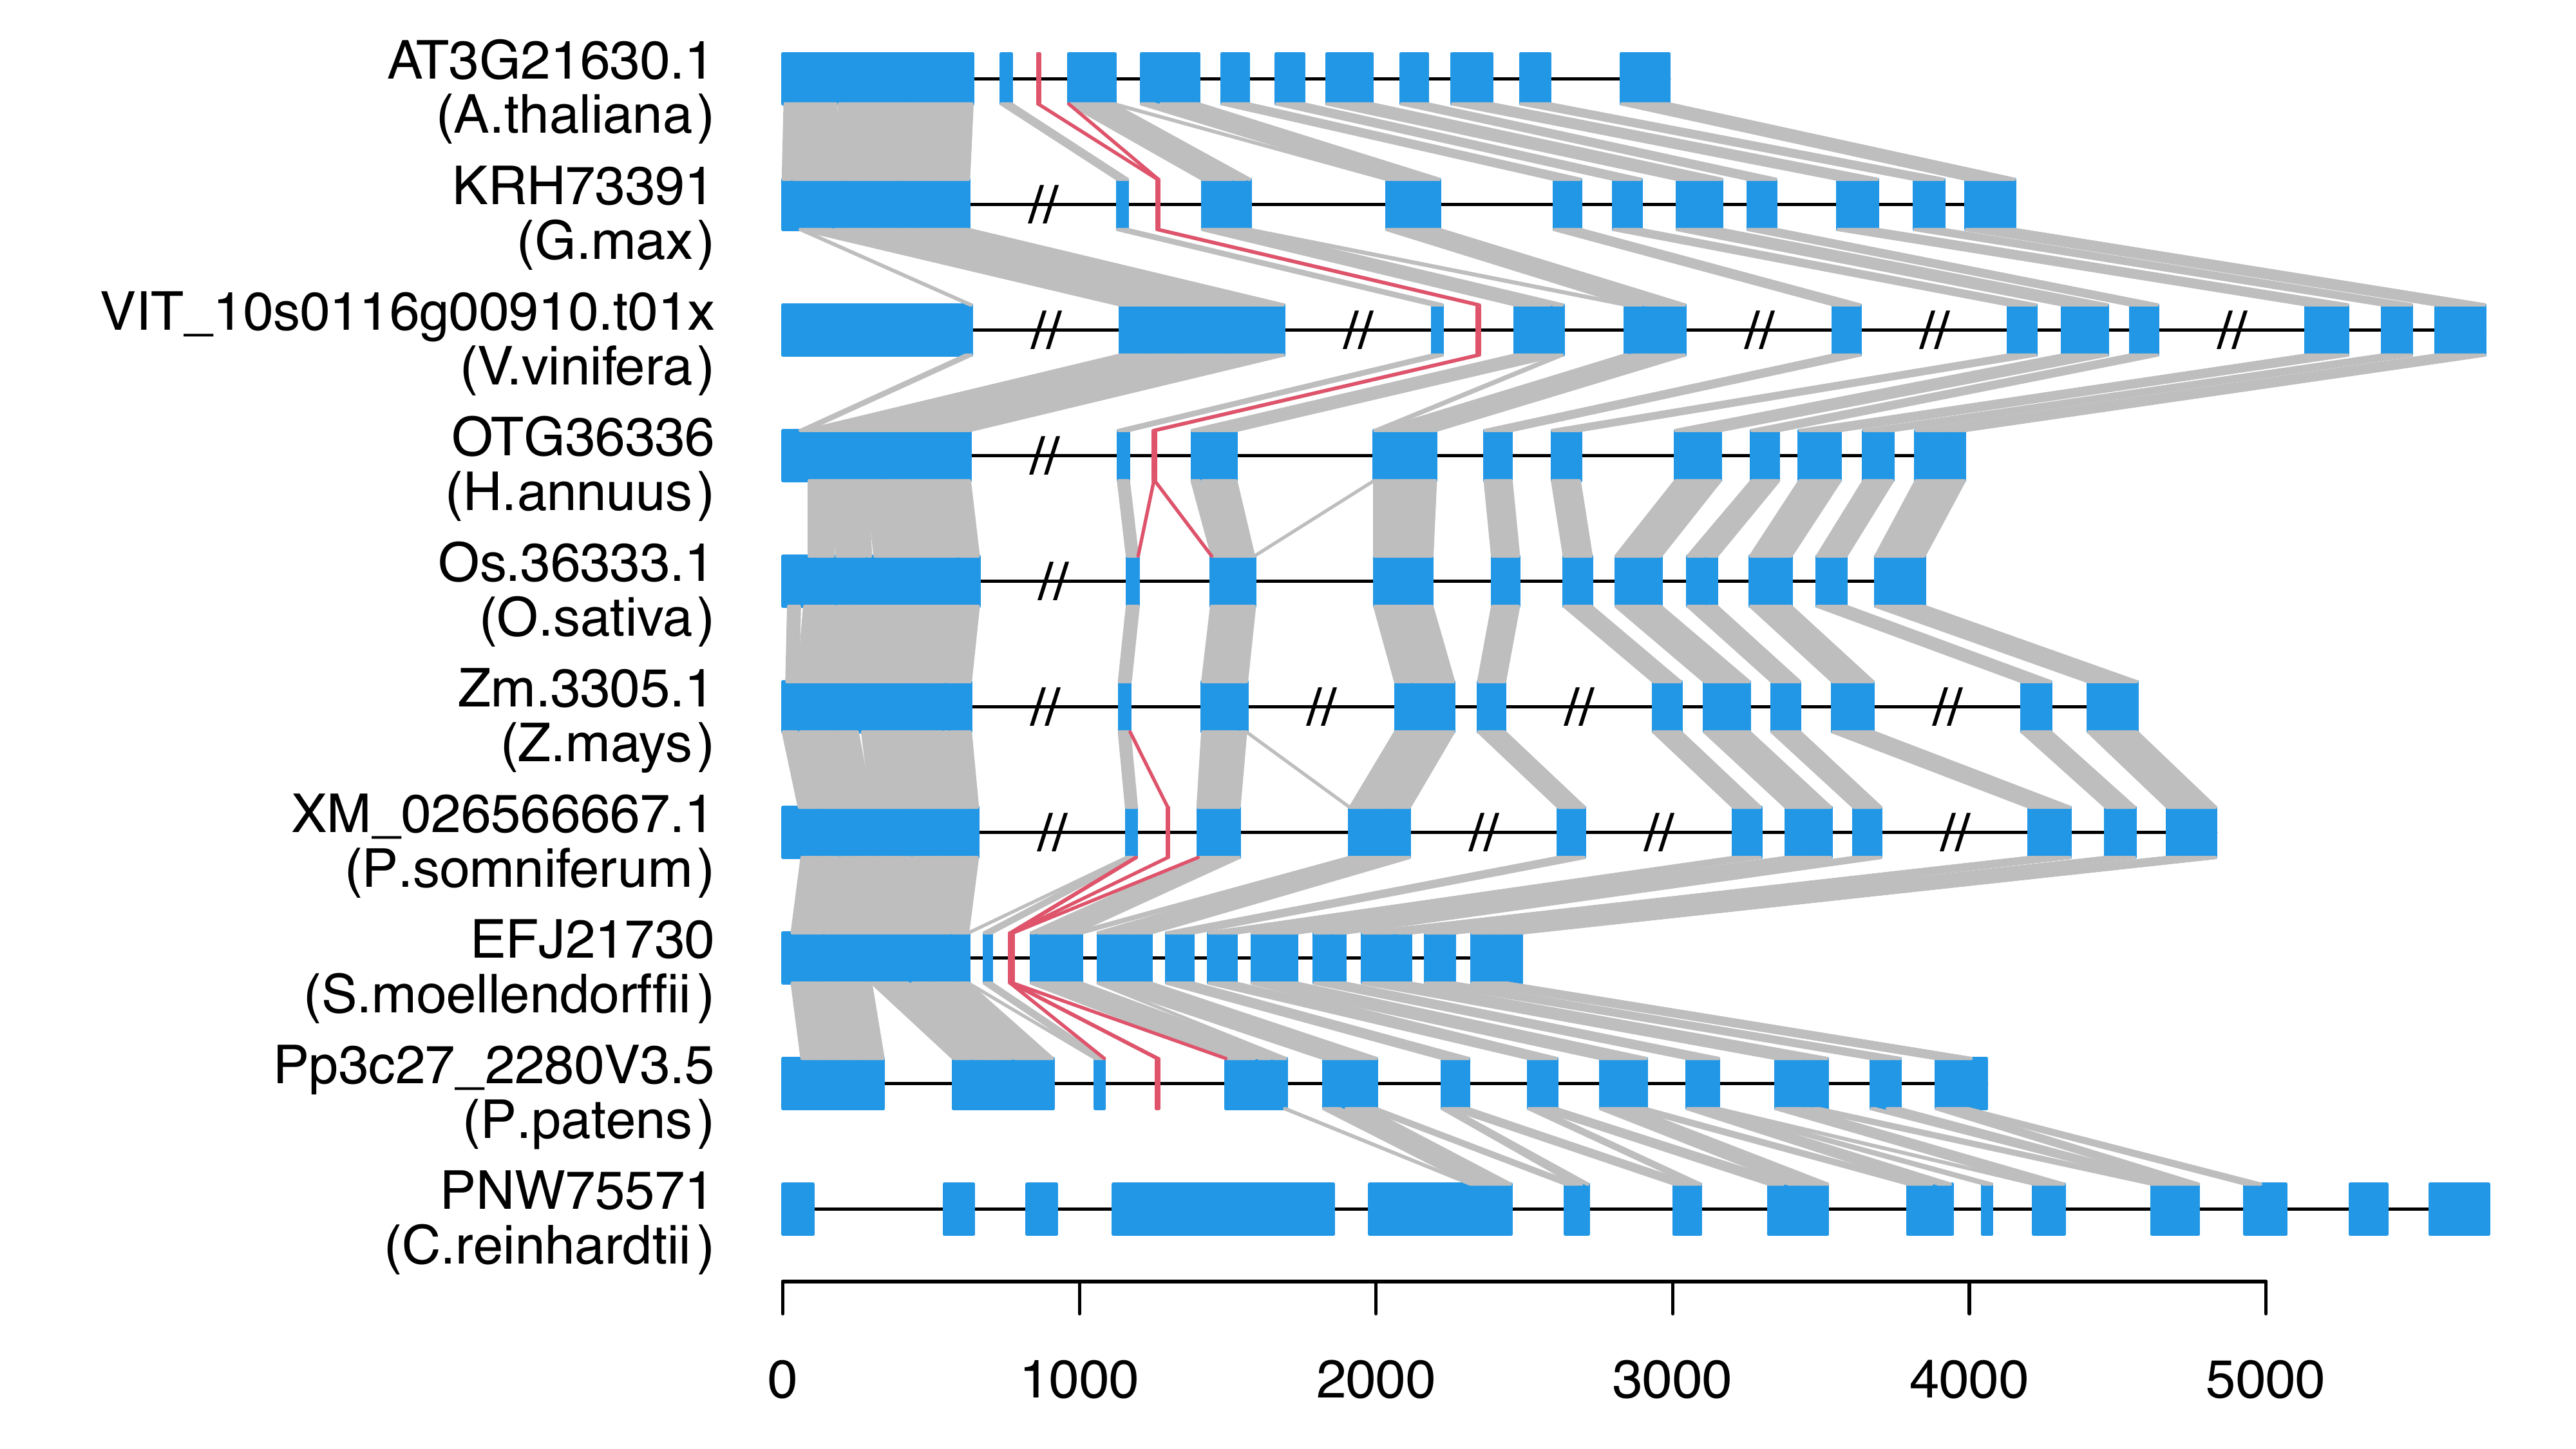 AT3G21630.1
(A.thaliana)
KRH73391
(G.max)
VIT_10s0116g00910.t01x
(V.vinifera)
OTG36336
(H.annuus)
Os.36333.1
(O.sativa)
Zm.3305.1
(Z.mays)
XM_026566667.1
(P.somniferum)
EFJ21730
(S.moellendorffii)
Pp3c27_2280V3.5
(P.patens)
PNW75571
(C.reinhardtii)
0 1000 2000 3000 4000 5000